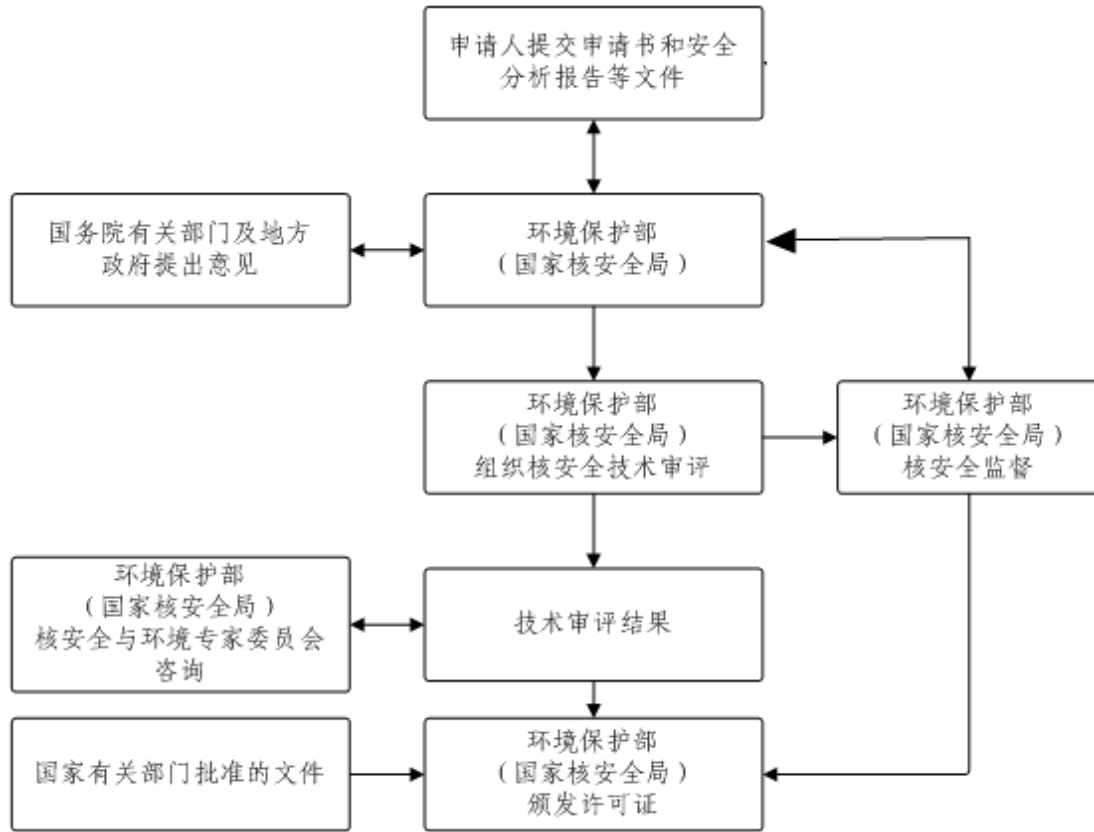 申请人提交申请书和安全
分析报告等文件
国务院有关部门及地方
政府提出意见
环境保护部
（国家核安全局）
环境保护部
（国家核安全局）
组织核安全技术审评
环境保护部
（国家核安全局）
核安全监督
环境保护部
（国家核安全局）
核安全与环境专家委员会
咨询
技术审评结果
国家有关部门批准的文件
环境保护部
（国家核安全局）
颁发许可证